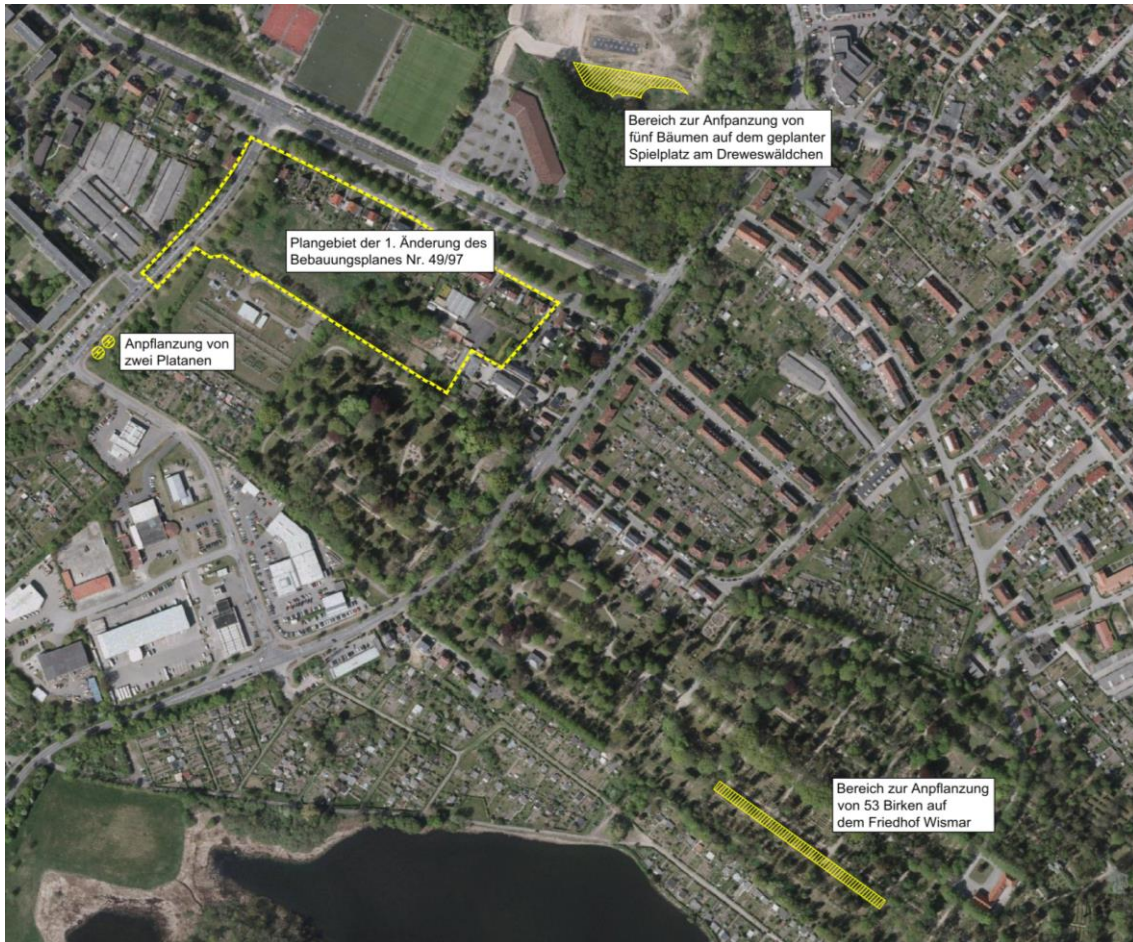 Bereich zur Anfpanzung von
fünf Bäumen auf dem geplanter
Spielplatz am Dreweswäldchen
Plangebiet der 1. Änderung des
Bebauungsplanes Nr. 49/97
Anpflanzung von
zwei Platanen
Bereich zur Anpflanzung
von 53 Birken auf
dem Friedhof Wismar